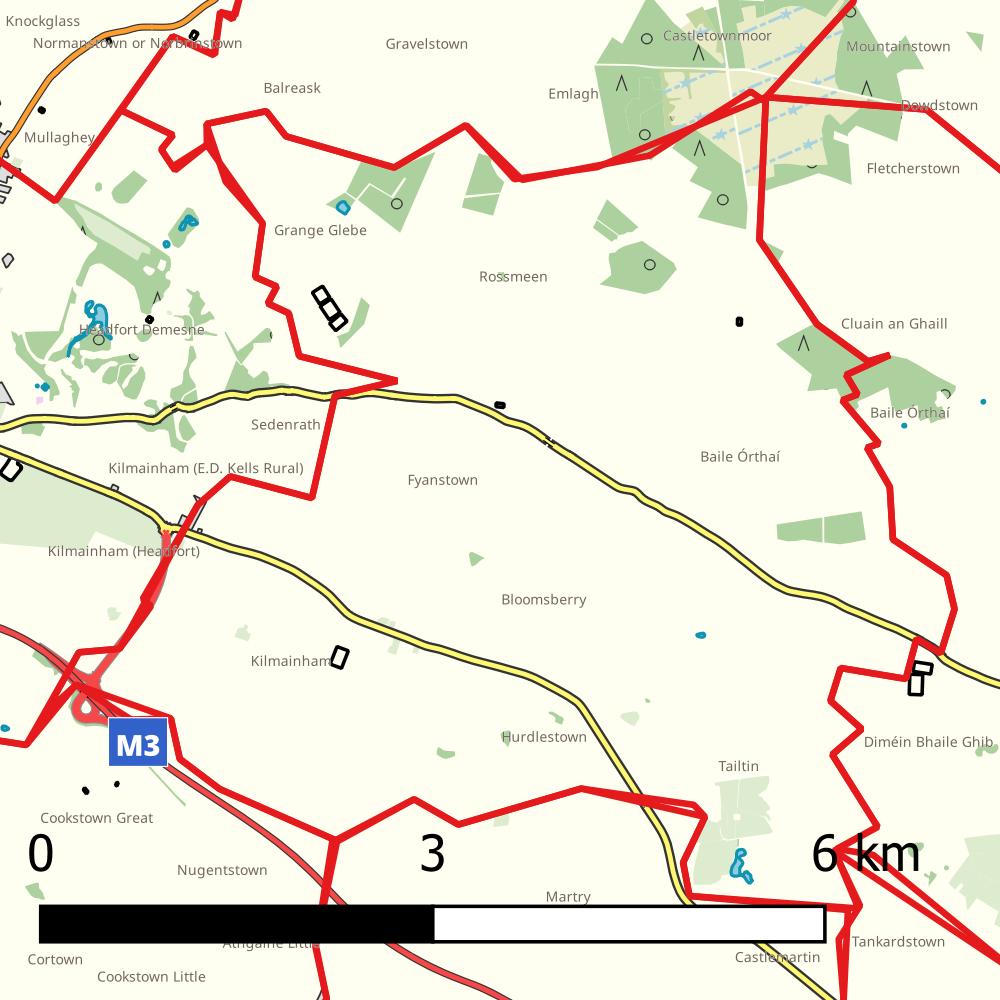 Knockglass
Normanstown or Norbrinstown
Gravelstown
Castletownmoor
Mountainstown
Balreask
Emlagh
Dowdstown
Mullaghey
Fletcherstown
Grange Glebe
Rossmeen
Headfort Demesne
Cluain an Ghaill
Baile Órthaí
Sedenrath
Baile Órthaí
Kilmainham (E.D. Kells Rural)
Fyanstown
Kilmainham (Headfort)
Bloomsberry
Kilmainham
Hurdlestown
Diméin Bhaile Ghib
M3
Tailtin
Cookstown Great
0 3 6 km
Nugentstown
Martry
Athgaine Little
Tankardstown
Cortown
Castlemartin
Cookstown Little